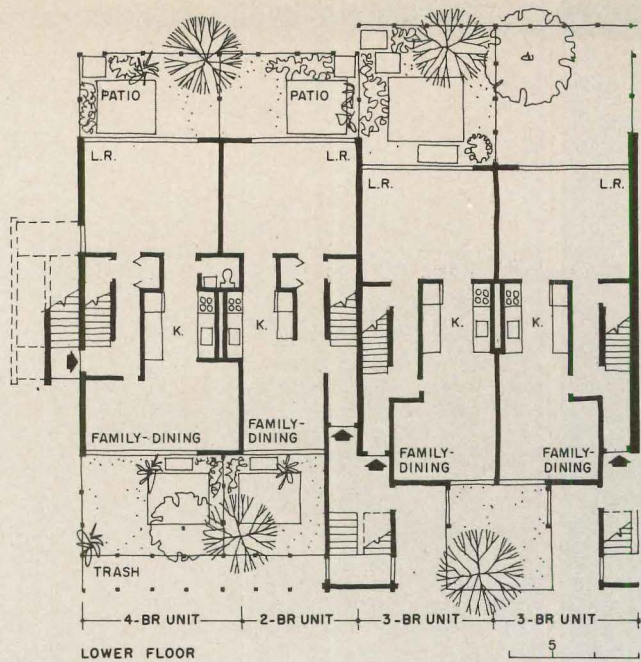 PATIO
PATIO
L.R.
L.R.
L.R.
L.R.
K.
K.
K.
K.
FAMILY-DINING
FAMILY-
DINING
FAMILY-
DINING
FAMILY-
DINING
TRASH
4-BR UNIT
2-BR UNIT
3-BR UNIT
3-BR UNIT
LOWER FLOOR
5